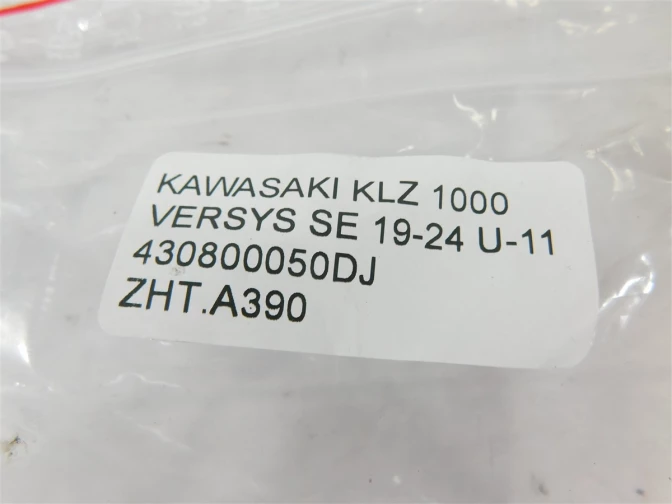 KAWASAKI KLZ 1000
VERSYS SE 19-24 U-11
430800050DJ
ZHT.A390